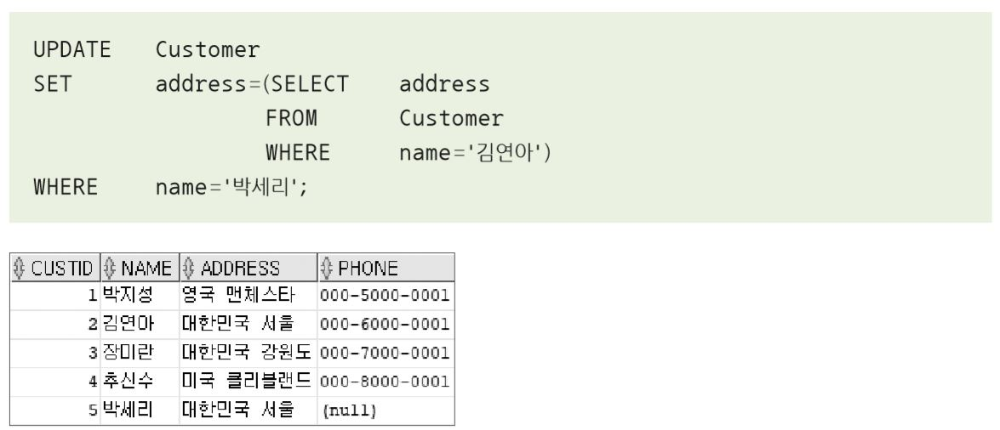 UPDATE Customer
SET address=(SELECT address
FROM Customer
WHERE name='김연아')
WHERE name='박세리';
CUSTID NAME ADDRESS PHONE
1 박지성 영국 맨체스타 000-5000-0001
2 김연아 대한민국 서울 000-6000-0001
3 장미란 대한민국 강원도 000-7000-0001
4 추신수 미국 클리블랜드 000-8000-0001
5 박세리 대한민국 서울 (null)